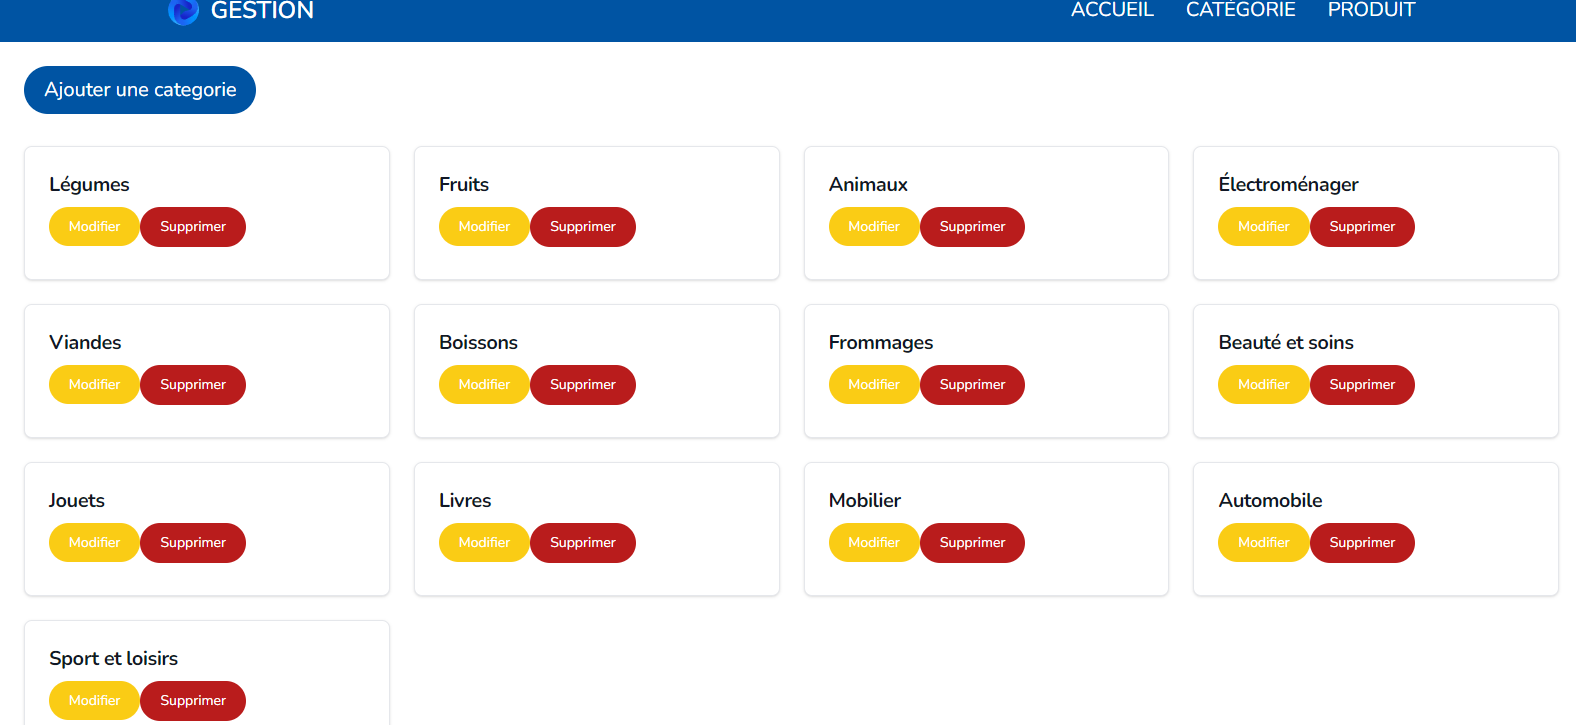 GESTION ACCUEIL CATÉGORIE PRODUIT
Ajouter une categorie
Légumes Fruits Animaux Électroménager
Modifier Supprimer Modifier Supprimer Modifier Supprimer Modifier Supprimer
Viandes Boissons Frommages Beauté et soins
Modifier Supprimer Modifier Supprimer Modifier Supprimer Modifier Supprimer
Jouets Livres Mobilier Automobile
Modifier Supprimer Modifier Supprimer Modifier Supprimer Modifier Supprimer
Sport et loisirs
Modifier Supprimer